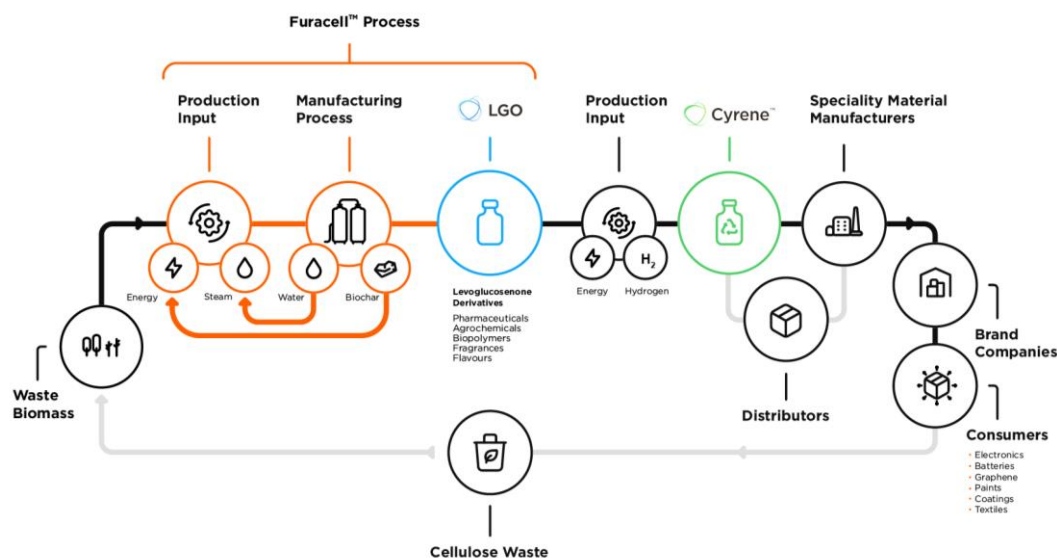 Furacell™ Process
Production
Input
Manufacturing
Process
LGO
Production
Input
Cyrene™
Speciality Material
Manufacturers
Energy
Steam
Water
Biochar
H₂
Energy
Hydrogen
Levoglucosenone
Derivatives
Pharmaceuticals
Agrochemicals
Biopolymers
Fragrances
Flavours
Waste
Biomass
Distributors
Brand
Companies
Consumers
· Electronics
· Batteries
· Graphene
· Paints
· Coatings
· Textiles
Cellulose Waste